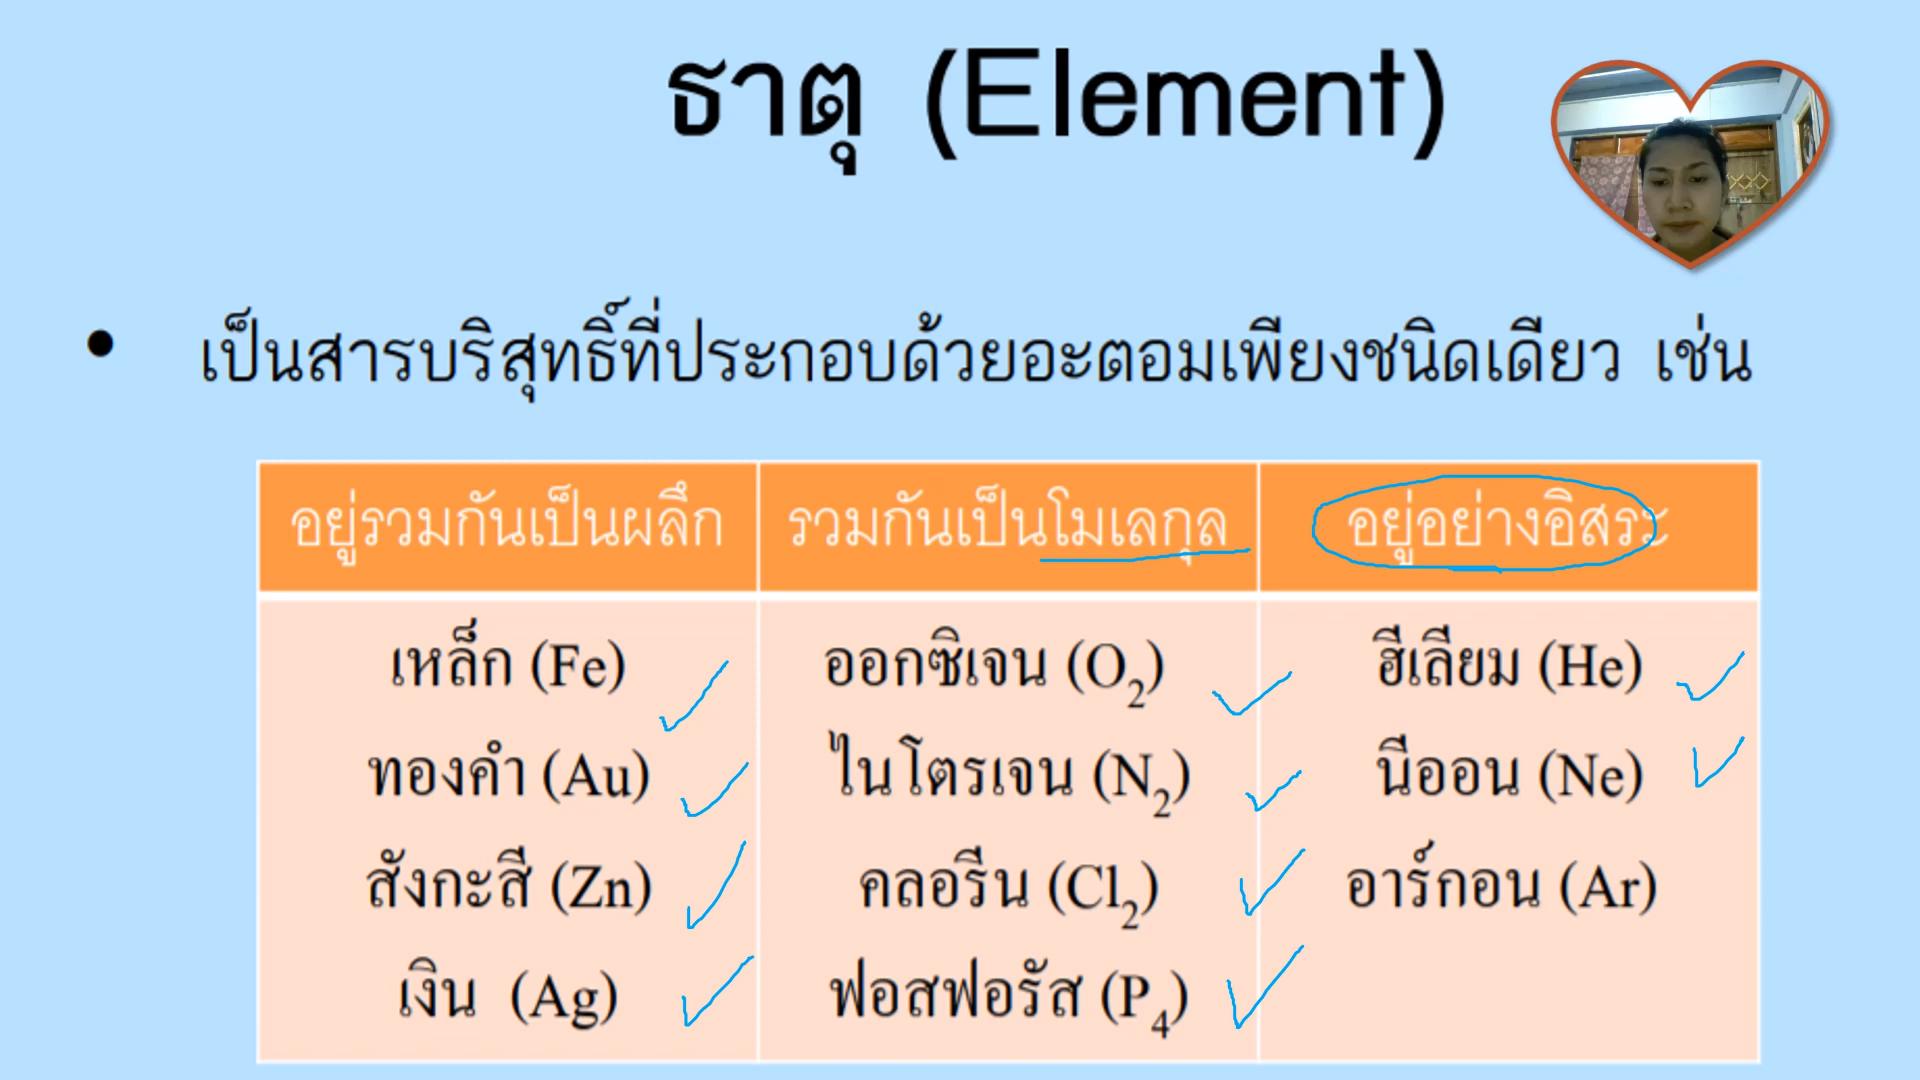 ธาตุ (Element)
• เป็นสารบริสุทธิ์ที่ประกอบด้วยอะตอมเพียงชนิดเดียว เช่น
อยู่รวมกันเป็นผลึก รวมกันเป็นโมเลกุล อยู่อย่างอิสระ
เหล็ก (Fe) ออกซิเจน (O₂) ฮีเลียม (He)
ทองคำ (Au) ไนโตรเจน (N₂) นีออน (Ne)
สังกะสี (Zn) คลอรีน (Cl₂) อาร์กอน (Ar)
เงิน (Ag) ฟอสฟอรัส (P₄)